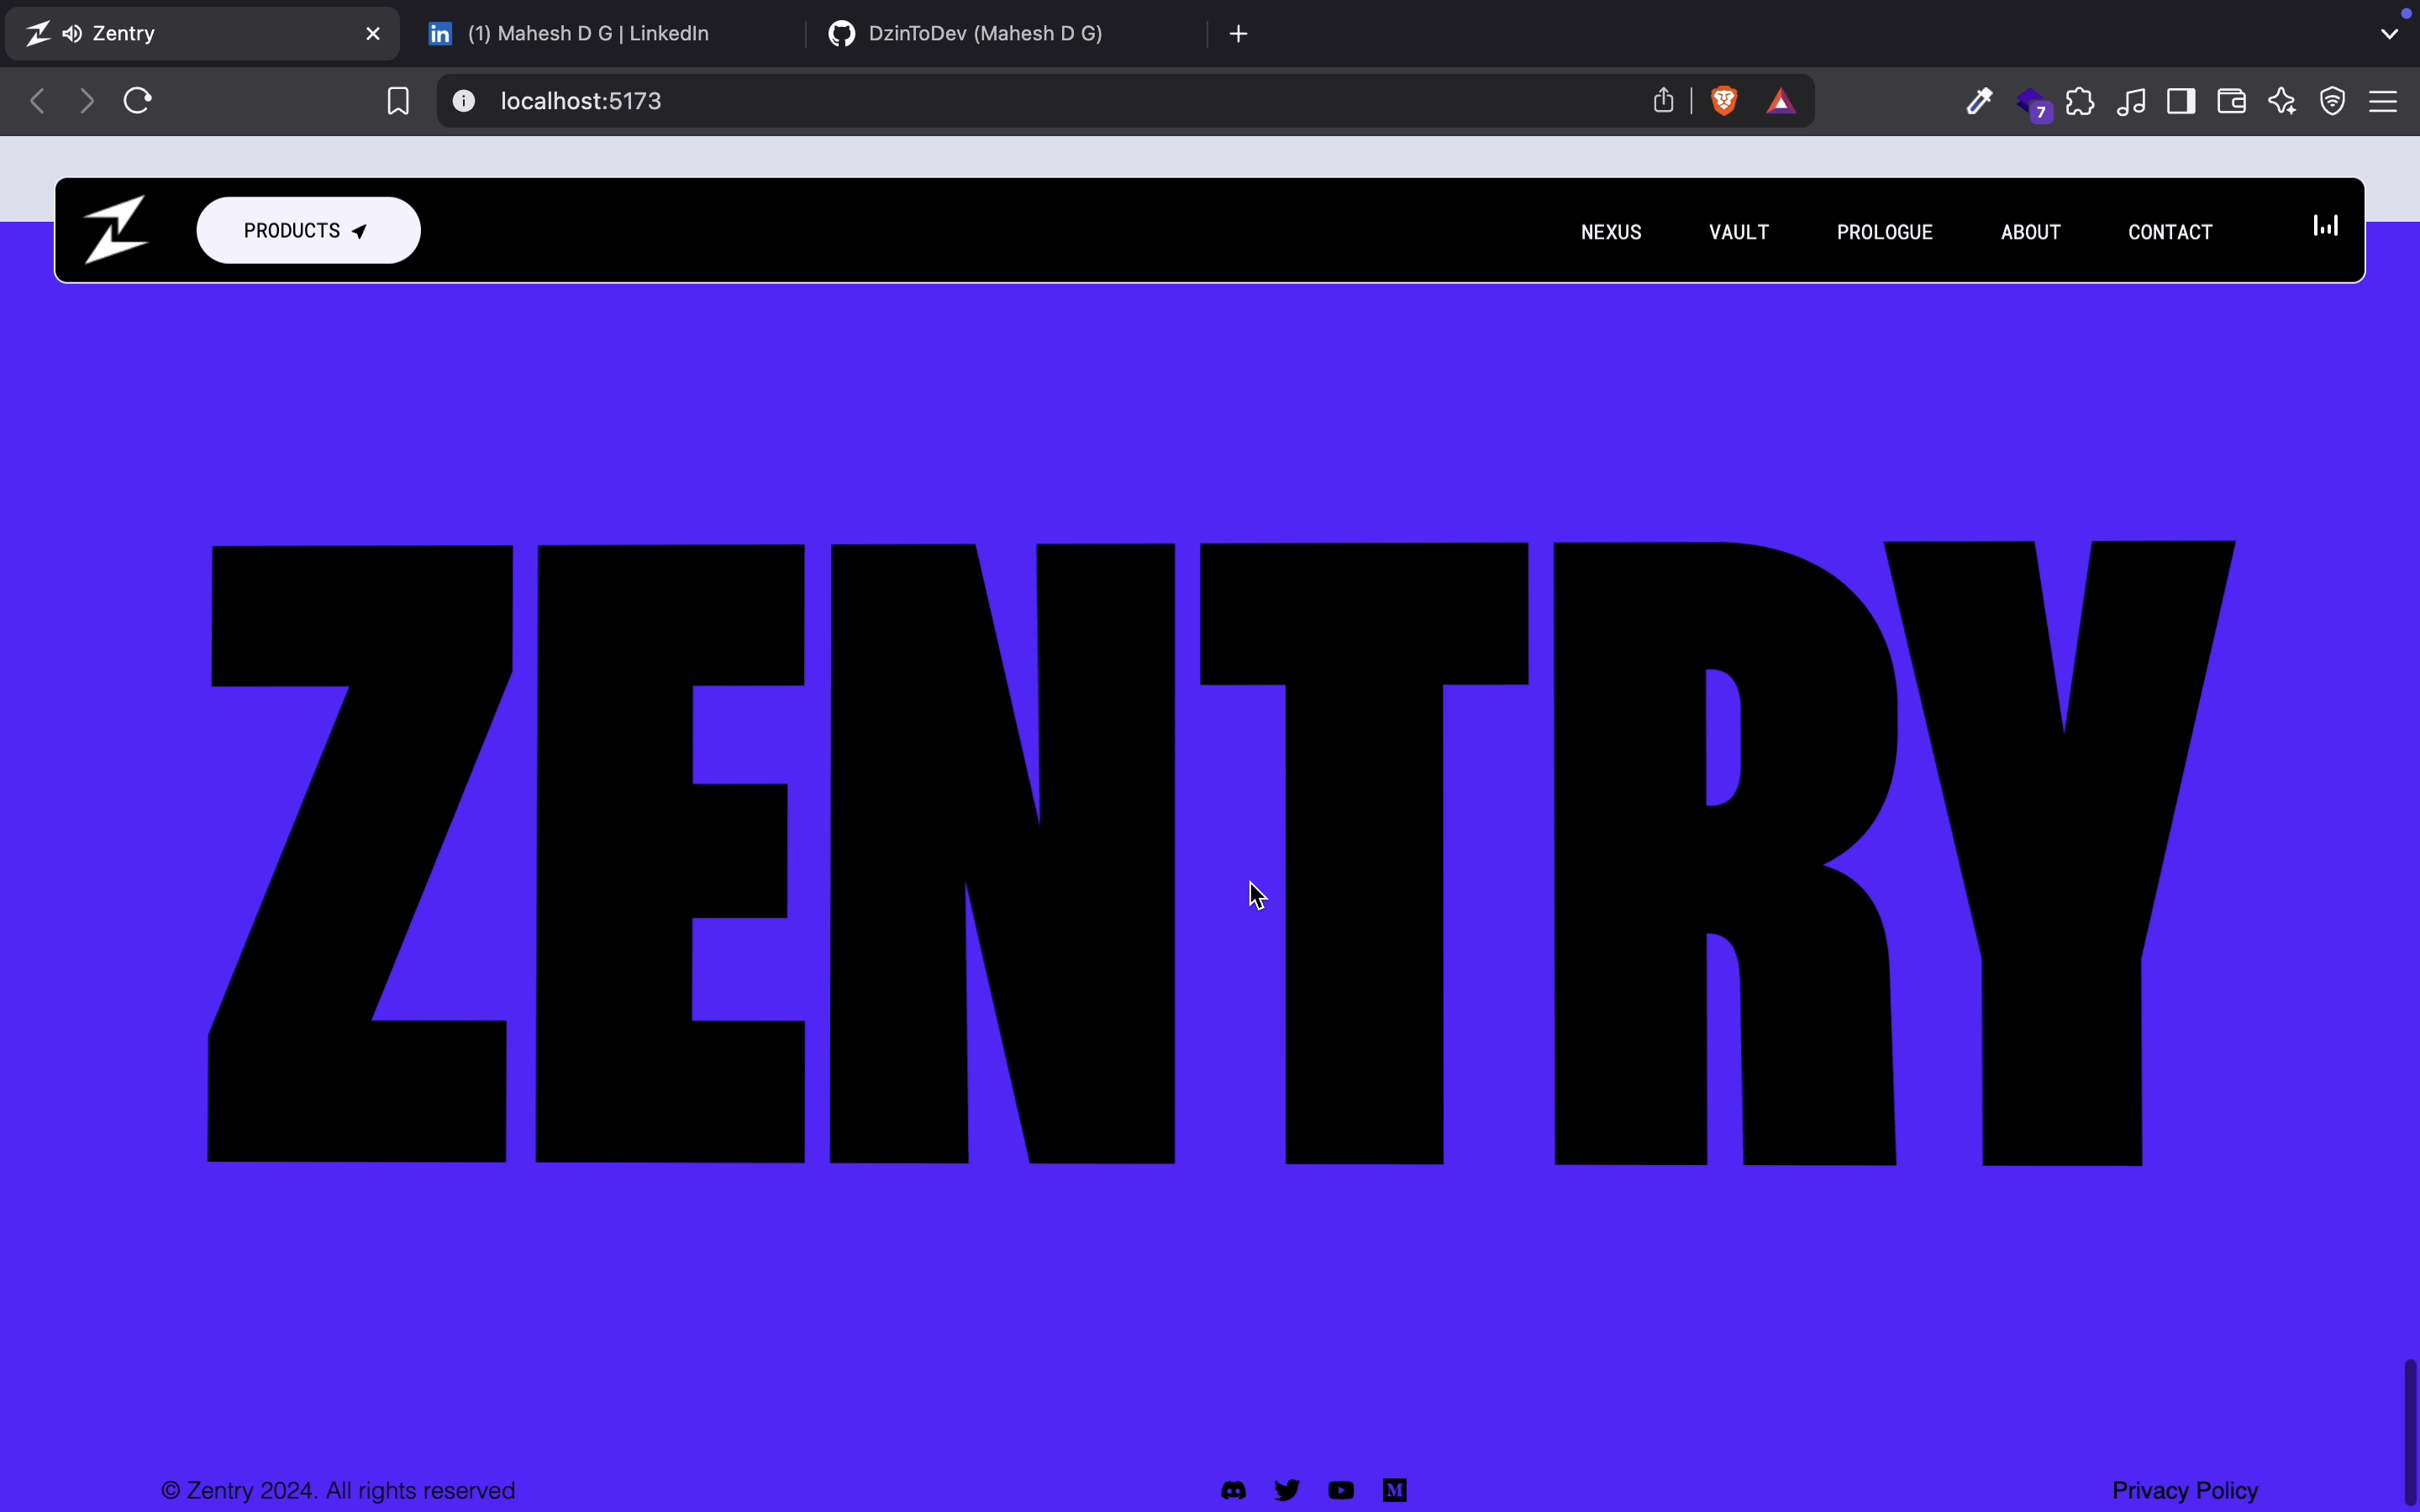 Zentry
(1) Mahesh D G | LinkedIn
DzinToDev (Mahesh D G)
localhost:5173
7
PRODUCTS
NEXUS
VAULT
PROLOGUE
ABOUT
CONTACT
ZENTRY
© Zentry 2024. All rights reserved
Privacy Policy